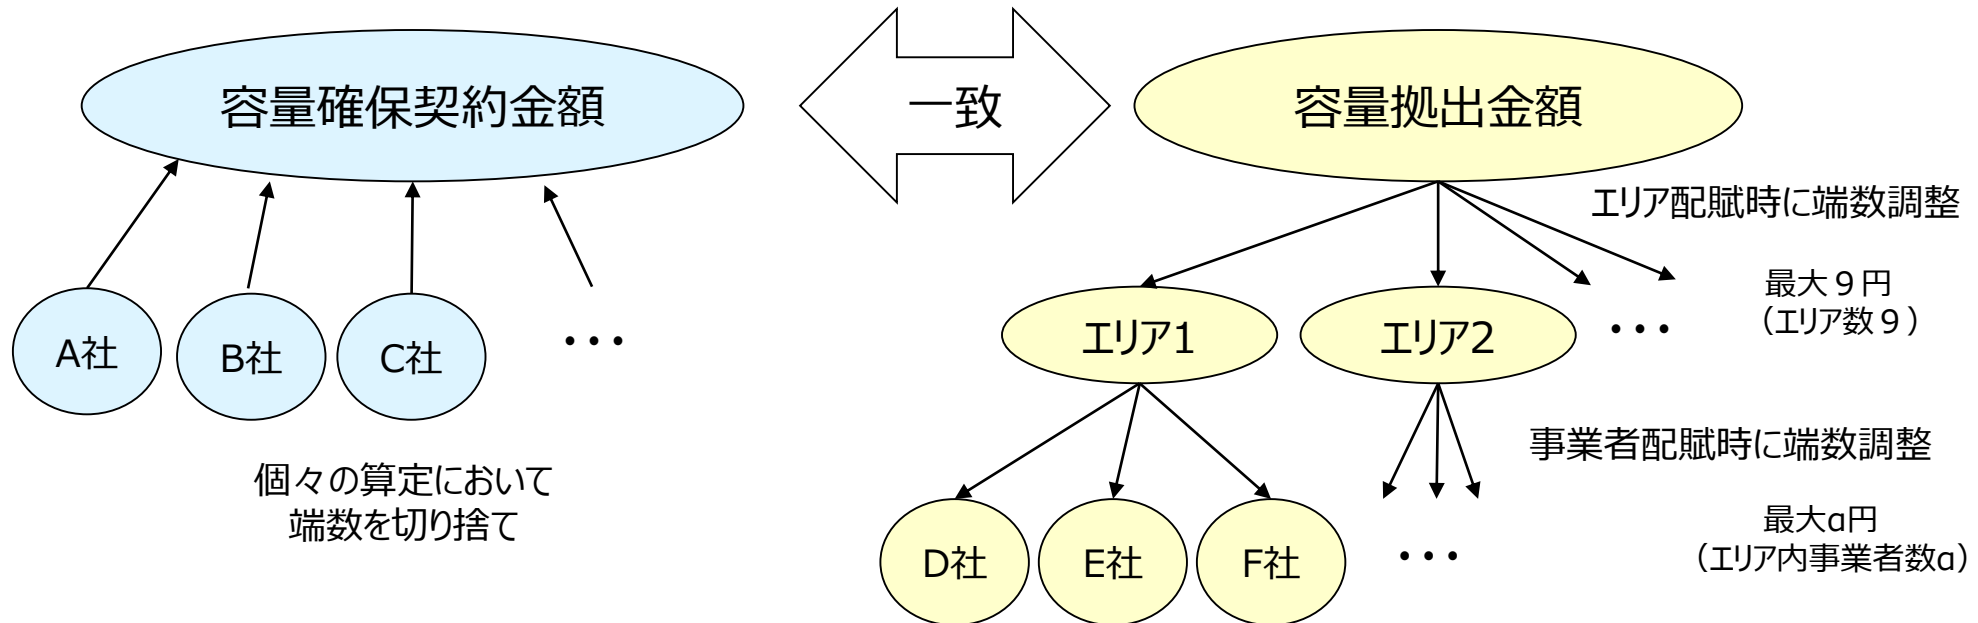 容量確保契約金額
一致
容量拠出金額
エリア配賦時に端数調整
最大９円
（エリア数９）
エリア1
エリア2
・・・
A社
B社
C社
・・・
事業者配賦時に端数調整
個々の算定において
端数を切り捨て
最大α円
（エリア内事業者数α）
D社
E社
F社
・・・